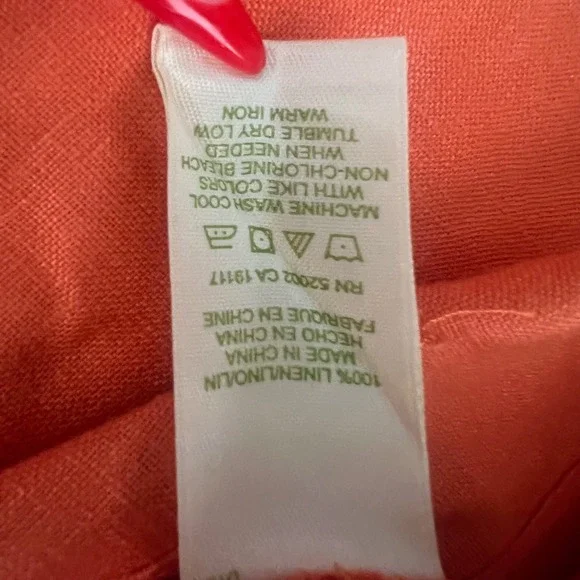 100% LINEN/LINO/LIN
MADE IN CHINA
HECHO EN CHINA
FABRIQUE EN CHINE
RN 52002 CA 19117
MACHINE WASH COOL
WITH LIKE COLORS
NON-CHLORINE BLEACH
WHEN NEEDED
TUMBLE DRY LOW
WARM IRON